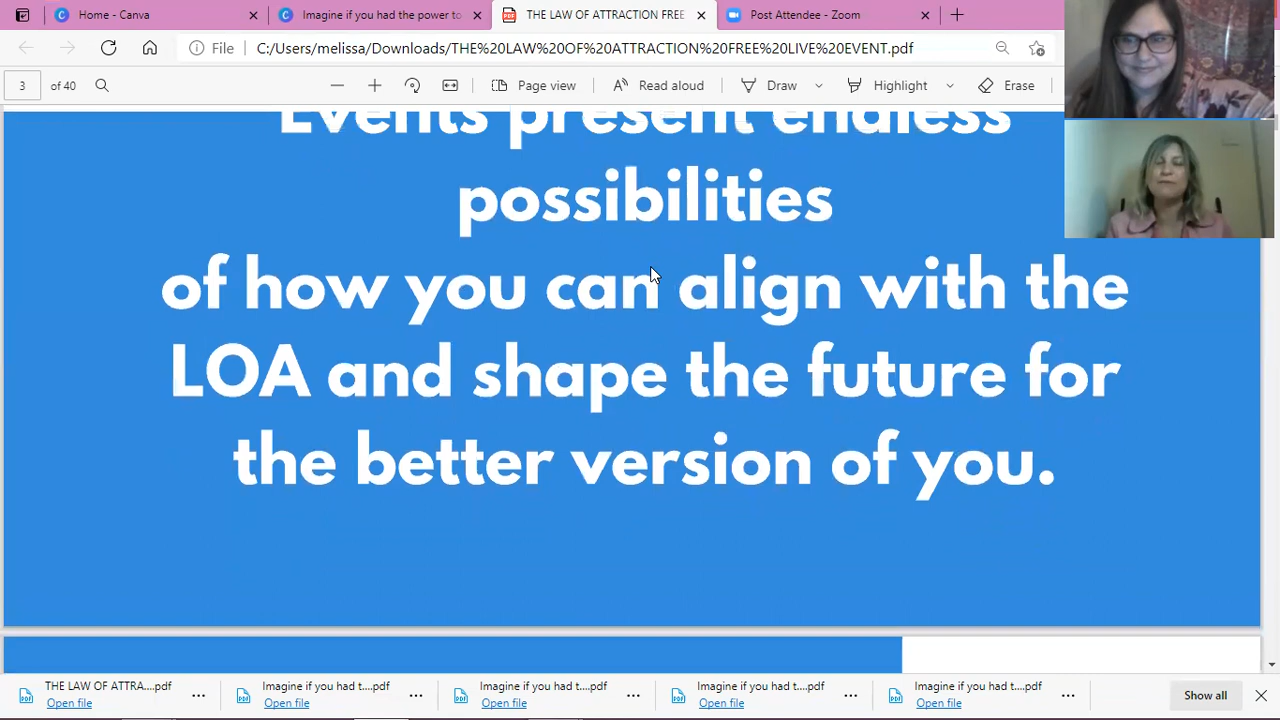 Home - Canva
Imagine if you had the power to
THE LAW OF ATTRACTION FREE
Post Attendee - Zoom
File
C:/Users/melissa/Downloads/THE%20LAW%20OF%20ATTRACTION%20FREE%20LIVE%20EVENT.pdf
3 of 40
Page view
Read aloud
Draw
Highlight
Erase
Events present endless
possibilities
of how you can align with the
LOA and shape the future for
the better version of you.
THE LAW OF ATTRA....pdf
Open file
Imagine if you had t....pdf
Open file
Imagine if you had t....pdf
Open file
Imagine if you had t....pdf
Open file
Imagine if you had t....pdf
Open file
Show all